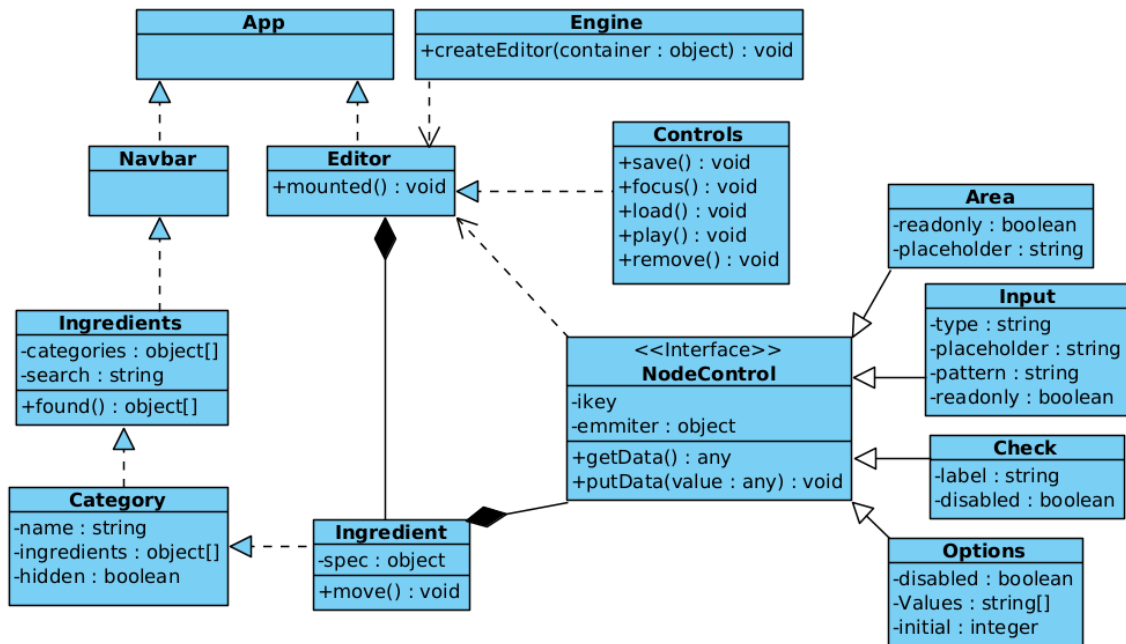 App
Engine
+createEditor(container : object) : void
Navbar
Editor
+mounted() : void
Controls
+save() : void
+focus() : void
+load() : void
+play() : void
+remove() : void
Area
-readonly : boolean
-placeholder : string
Input
-type : string
-placeholder : string
-pattern : string
-readonly : boolean
Ingredients
-categories : object[]
-search : string
+found() : object[]
<<Interface>>
NodeControl
-ikey
-emmiter : object
+getData() : any
+putData(value : any) : void
Check
-label : string
-disabled : boolean
Category
-name : string
-ingredients : object[]
-hidden : boolean
Ingredient
-spec : object
+move() : void
Options
-disabled : boolean
-Values : string[]
-initial : integer